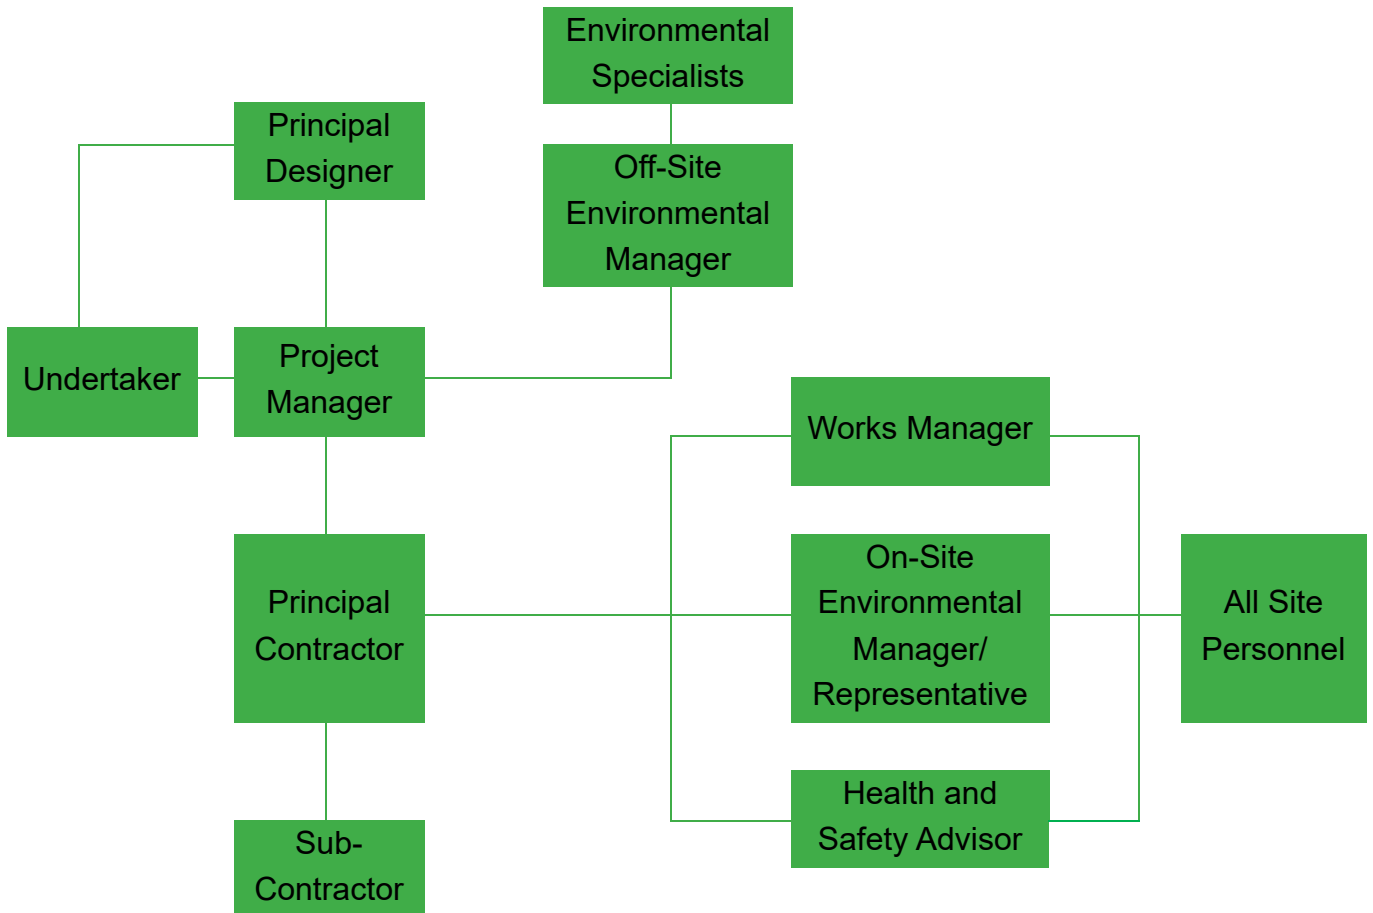 Environmental
Specialists
Principal
Designer
Off-Site
Environmental
Manager
Undertaker
Project
Manager
Works Manager
Principal
Contractor
On-Site
Environmental
Manager/
Representative
All Site
Personnel
Health and
Safety Advisor
Sub-
Contractor